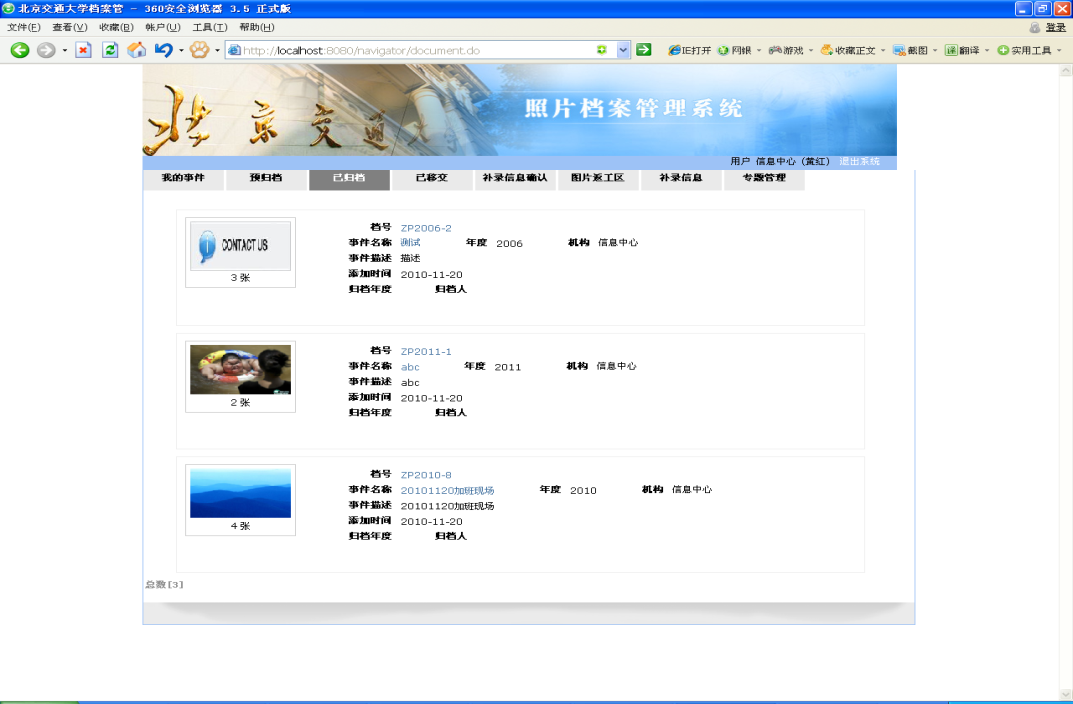 北京交通大学档案管 - 360安全浏览器 3.5 正式版
文件(F) 查看(V) 收藏(B) 帐户(U) 工具(T) 帮助(H) 登录
http://localhost:8080/navigator/document.do IE打开 网银 游戏 收藏正文 截图 翻译 实用工具
北京交通
照片档案管理系统
用户 信息中心 (黄红) 退出系统
我的事件 预归档 已归档 已移交 补录信息确认 图片返工区 补录信息 专题管理
CONTACT US
3 张
档号 ZP2006-2
事件名称 测试 年度 2006 机构 信息中心
事件描述 描述
添加时间 2010-11-20
归档年度 归档人
2 张
档号 ZP2011-1
事件名称 abc 年度 2011 机构 信息中心
事件描述 abc
添加时间 2010-11-20
归档年度 归档人
4 张
档号 ZP2010-8
事件名称 20101120加班现场 年度 2010 机构 信息中心
事件描述 20101120加班现场
添加时间 2010-11-20
归档年度 归档人
总数[3]